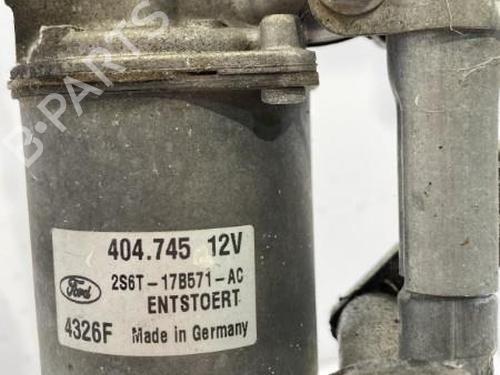 B-PARTS
404.745 12V
Ford
2S6T-17B571-AC
ENTSTOERT
4326F Made in Germany